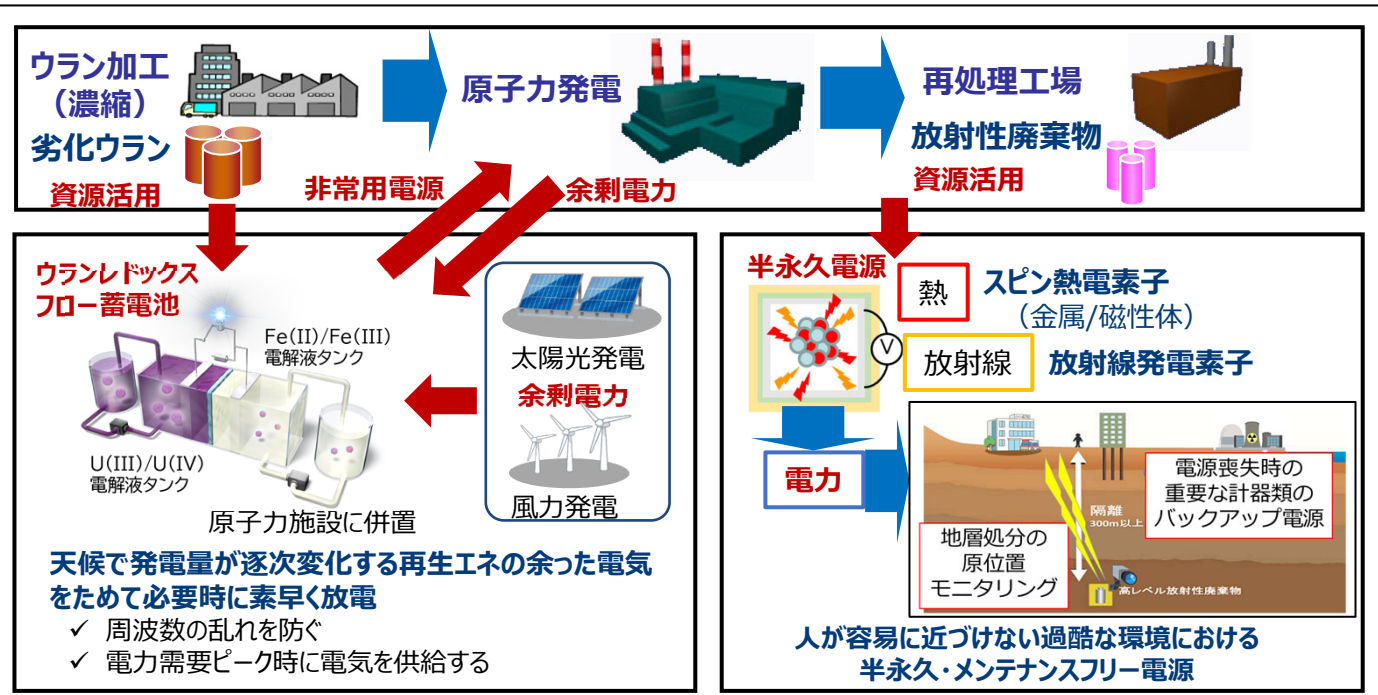 ウラン加工
（濃縮）
劣化ウラン
資源活用
原子力発電
再処理工場
放射性廃棄物
資源活用
非常用電源
余剰電力
ウランレドックス
フロー蓄電池
Fe(II)/Fe(III)
電解液タンク
U(III)/U(IV)
電解液タンク
原子力施設に併置
太陽光発電
余剰電力
風力発電
天候で発電量が逐次変化する再生エネの余った電気
をためて必要時に素早く放電
✓ 周波数の乱れを防ぐ
✓ 電力需要ピーク時に電気を供給する
半永久電源
熱
スピン熱電素子
（金属/磁性体）
V
放射線
放射線発電素子
電力
隔離
300m以上
地層処分の
原位置
モニタリング
電源喪失時の
重要な計器類の
バックアップ電源
高レベル放射性廃棄物
人が容易に近づけない過酷な環境における
半永久・メンテナンスフリー電源